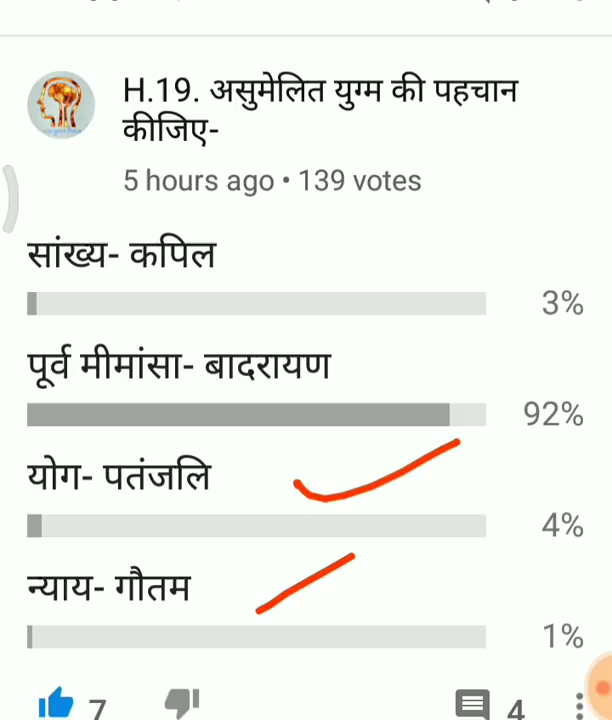 H.19. असुमेलित युग्म की पहचान
कीजिए-
5 hours ago • 139 votes
सांख्य- कपिल
3%
पूर्व मीमांसा- बादरायण
92%
योग- पतंजलि
4%
न्याय- गौतम
1%
7
4